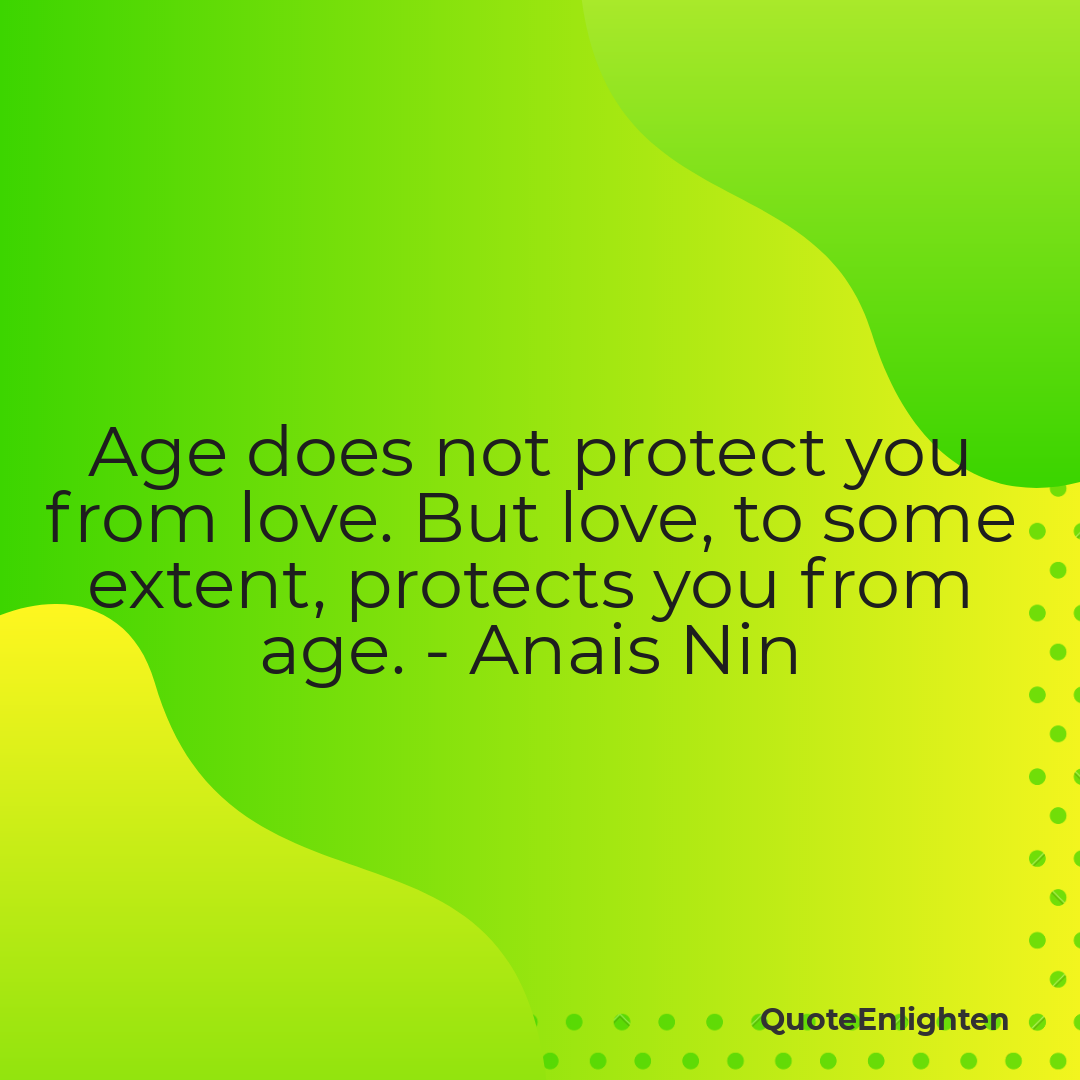 Age does not protect you
from love. But love, to some
extent, protects you from
age. - Anais Nin
QuoteEnlighten